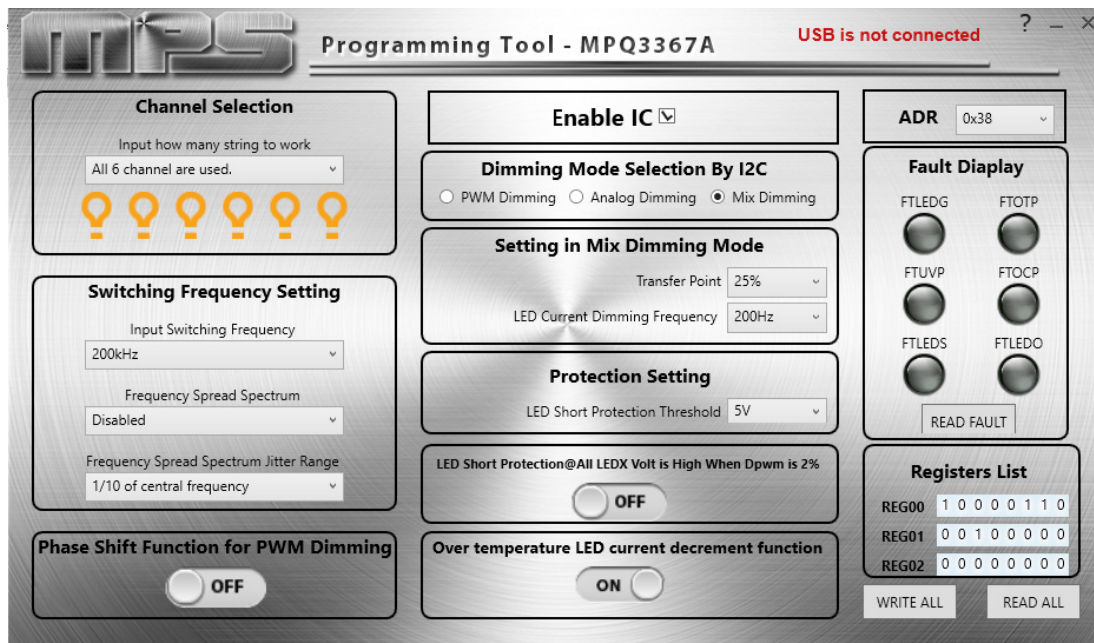 MPS
Programming Tool - MPQ3367A
USB is not connected
? – ×
Channel Selection
Input how many string to work
All 6 channel are used.
Switching Frequency Setting
Input Switching Frequency
200kHz
Frequency Spread Spectrum
Disabled
Frequency Spread Spectrum Jitter Range
1/10 of central frequency
Phase Shift Function for PWM Dimming
OFF
Enable IC
Dimming Mode Selection By I2C
PWM Dimming Analog Dimming Mix Dimming
Setting in Mix Dimming Mode
Transfer Point 25%
LED Current Dimming Frequency 200Hz
Protection Setting
LED Short Protection Threshold 5V
LED Short Protection@All LEDX Volt is High When Dpwm is 2%
OFF
Over temperature LED current decrement function
ON
ADR 0x38
Fault Diaplay
FTLEDG FTOTP
FTUVP FTOCP
FTLEDS FTLEDO
READ FAULT
Registers List
REG00 1 0 0 0 0 1 1 0
REG01 0 0 1 0 0 0 0 0
REG02 0 0 0 0 0 0 0 0
WRITE ALL READ ALL